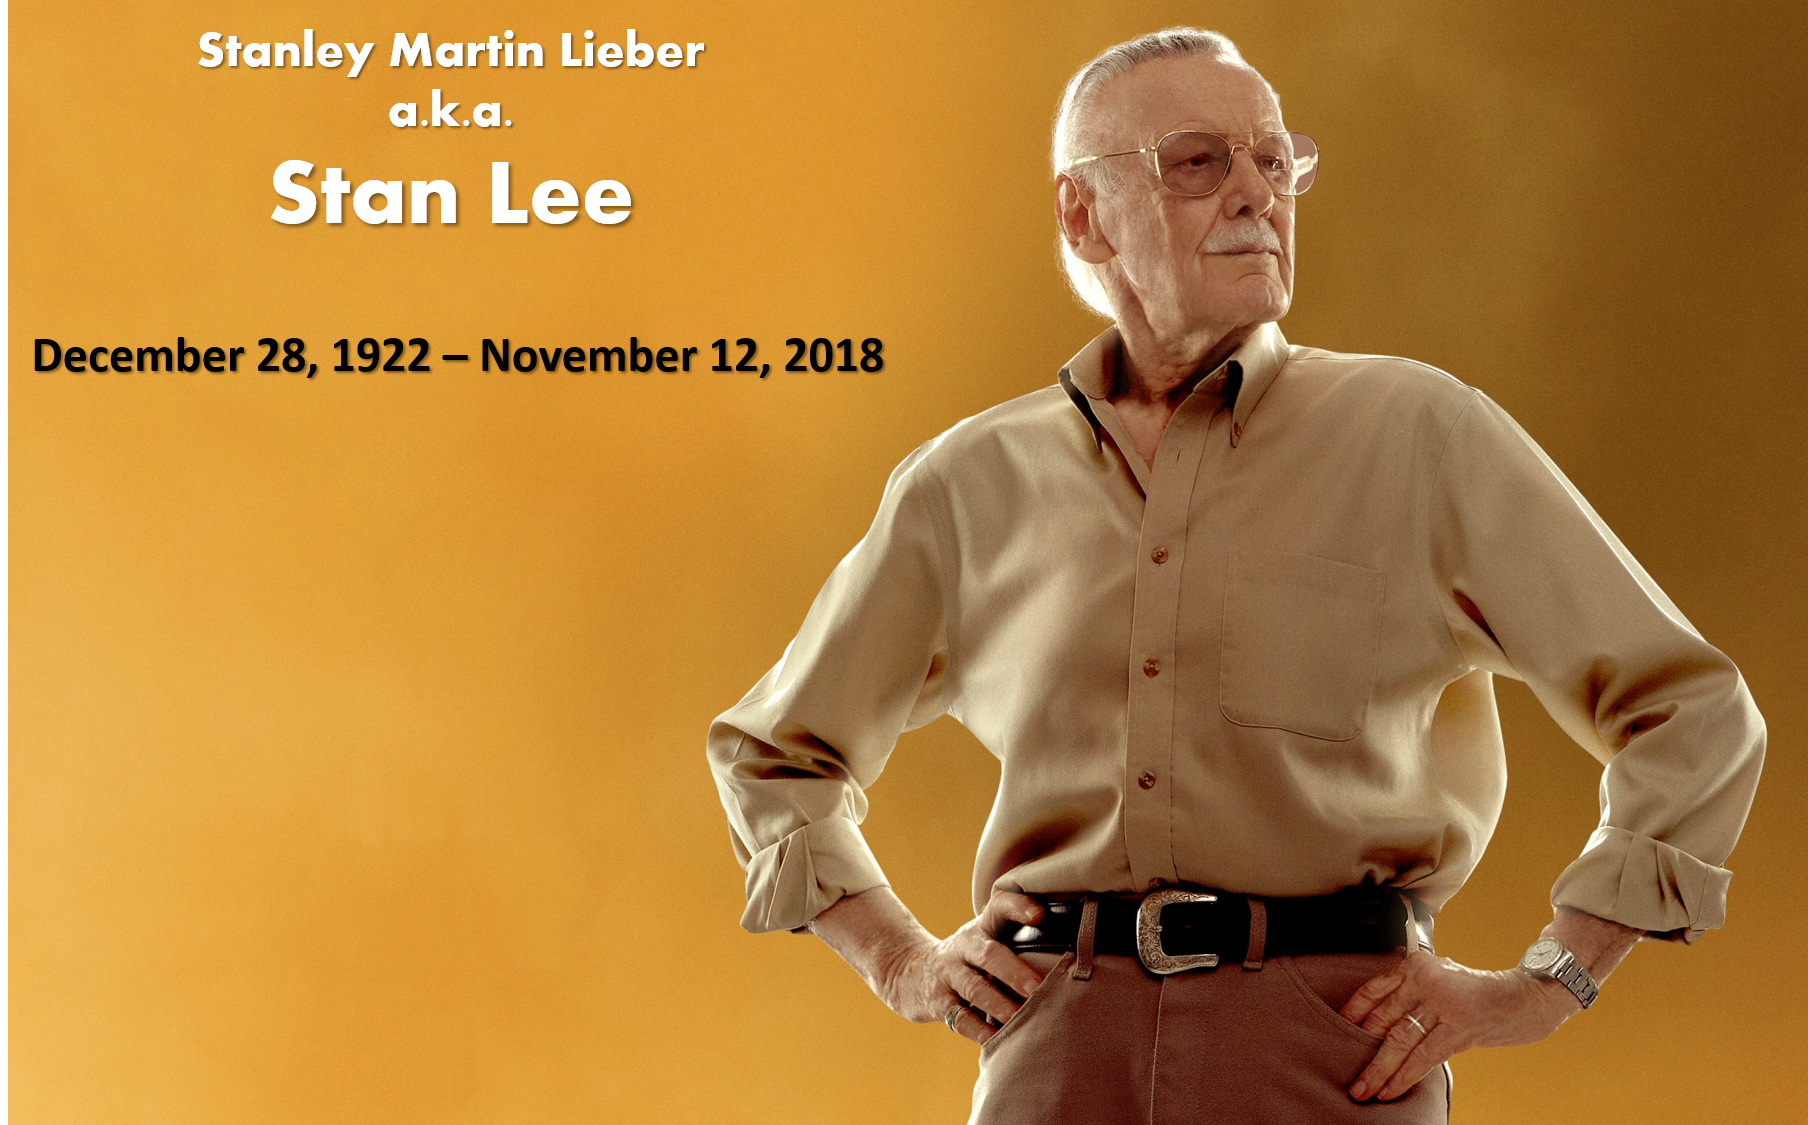 Stanley Martin Lieber
a.k.a.
Stan Lee
December 28, 1922 – November 12, 2018